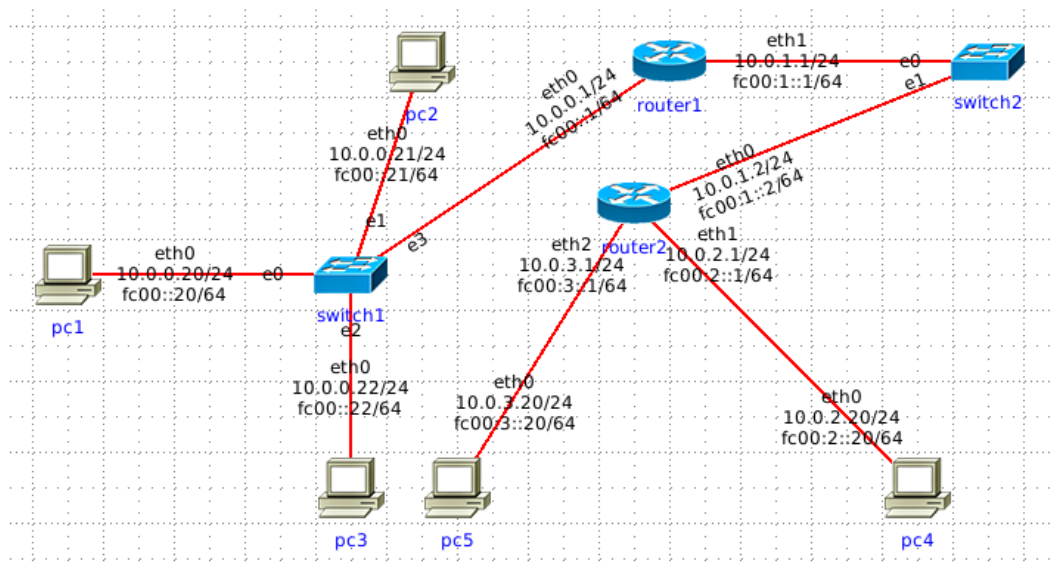 eth1
10.0.1.1/24
fc00:1::1/64
e0
e1
switch2
router1
eth0
10.0.0.1/24
fc00::1/64
pc2
eth0
10.0.0.21/24
fc00::21/64
e1
e3
eth0
10.0.1.2/24
fc00:1::2/64
router2
eth2
10.0.3.1/24
fc00:3::1/64
eth1
10.0.2.1/24
fc00:2::1/64
eth0
10.0.0.20/24
fc00::20/64
e0
pc1
switch1
e2
eth0
10.0.0.22/24
fc00::22/64
eth0
10.0.3.20/24
fc00:3::20/64
eth0
10.0.2.20/24
fc00:2::20/64
pc3
pc5
pc4